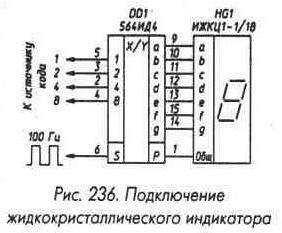 DD1
564ИД4
HG1
ИЖКЦ1-1/18
К источнику кода
X/Y
1 5 1
2 3 2
4 2 4
8 4 8
a 9 a
b 10 b
c 11 c
d 12 d
e 13 e
f 15 f
g 14 g
100 Гц
6 S
P 1 Общ
Рис. 236. Подключение
жидкокристаллического индикатора